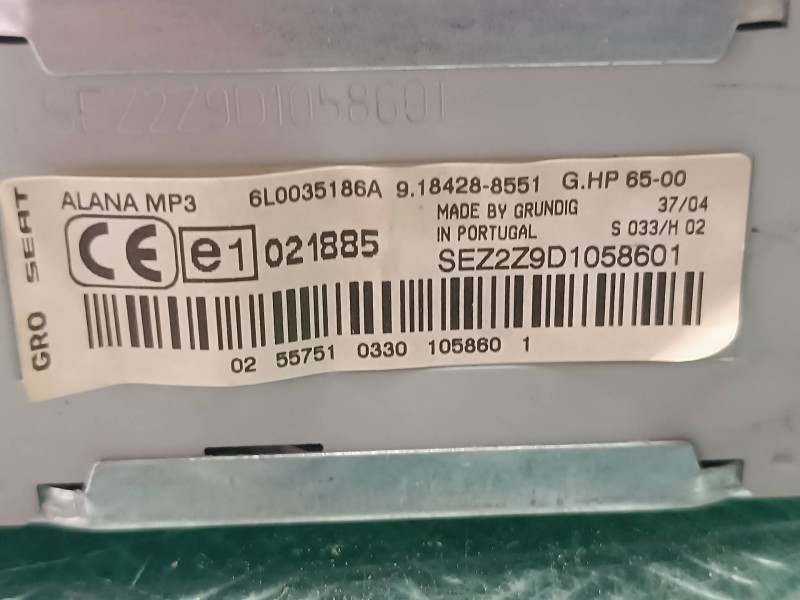 SEZ2Z9D1058601
GRO SEAT
ALANA MP3 6L0035186A 9.18428-8551 G.HP 65-00
MADE BY GRUNDIG 37/04
IN PORTUGAL S 033/H 02
CE e1 021885 SEZ2Z9D1058601
02 55751 0330 105860 1